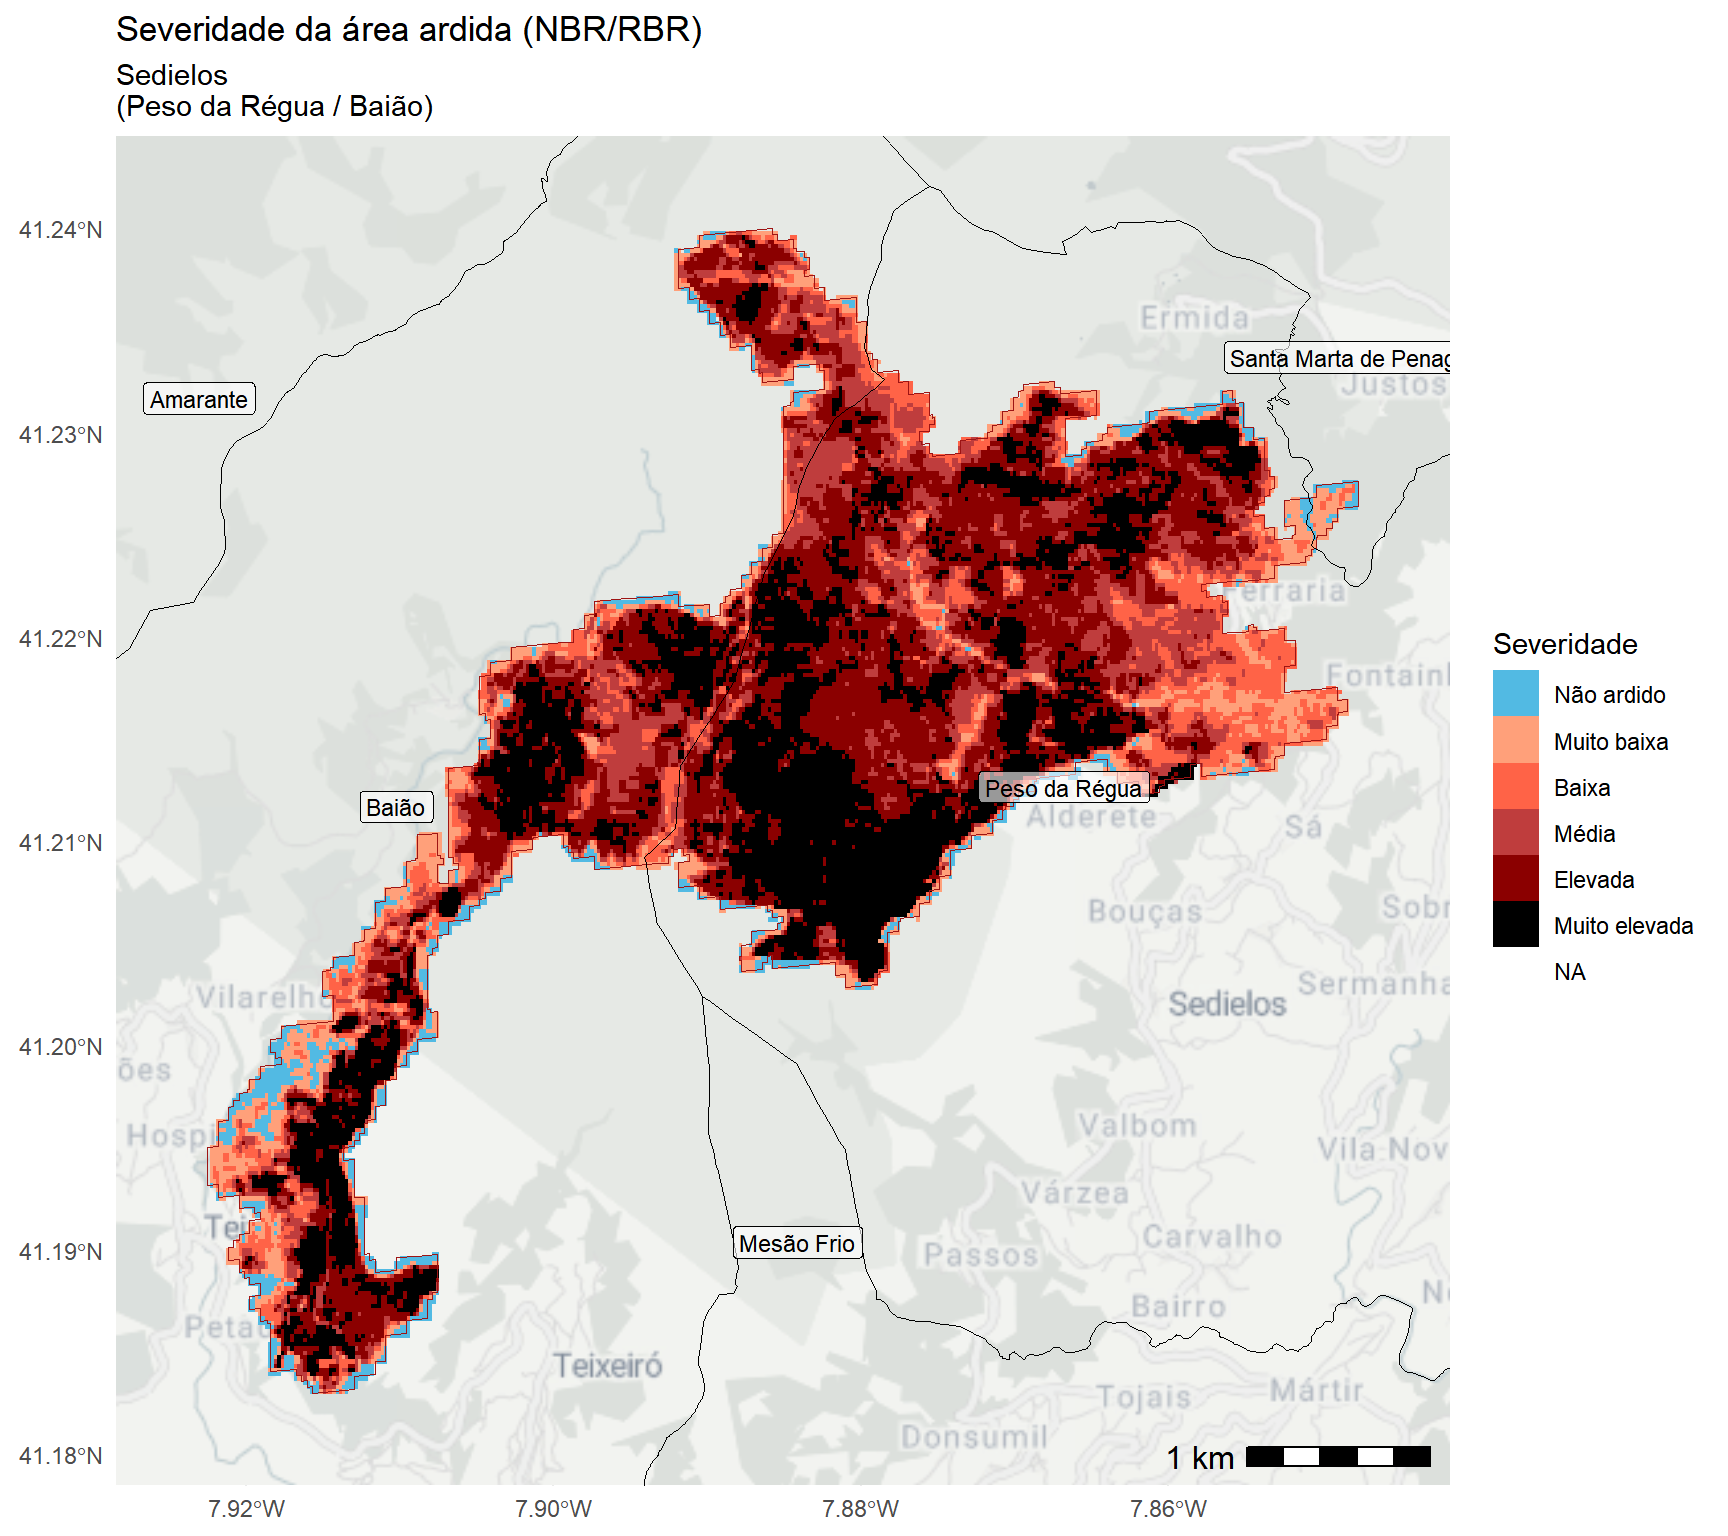 Severidade da área ardida (NBR/RBR)
Sedielos
(Peso da Régua / Baião)
41.24°N
41.23°N
41.22°N
41.21°N
41.20°N
41.19°N
41.18°N
7.92°W
7.90°W
7.88°W
7.86°W
Ermida
Santa Marta de Penag
Justos
Amarante
Ferraria
Fontain
Peso da Régua
Alderete
Sá
Baião
Bouças
Sobr
Vilarelh
Sermanha
Sedielos
ões
Hospi
Valbom
Vila Nov
Várzea
Tei
Mesão Frio
Passos
Carvalho
Bairro
Peta
Teixeiró
Tojais
Mártir
Donsumil
1 km
Severidade
Não ardido
Muito baixa
Baixa
Média
Elevada
Muito elevada
NA